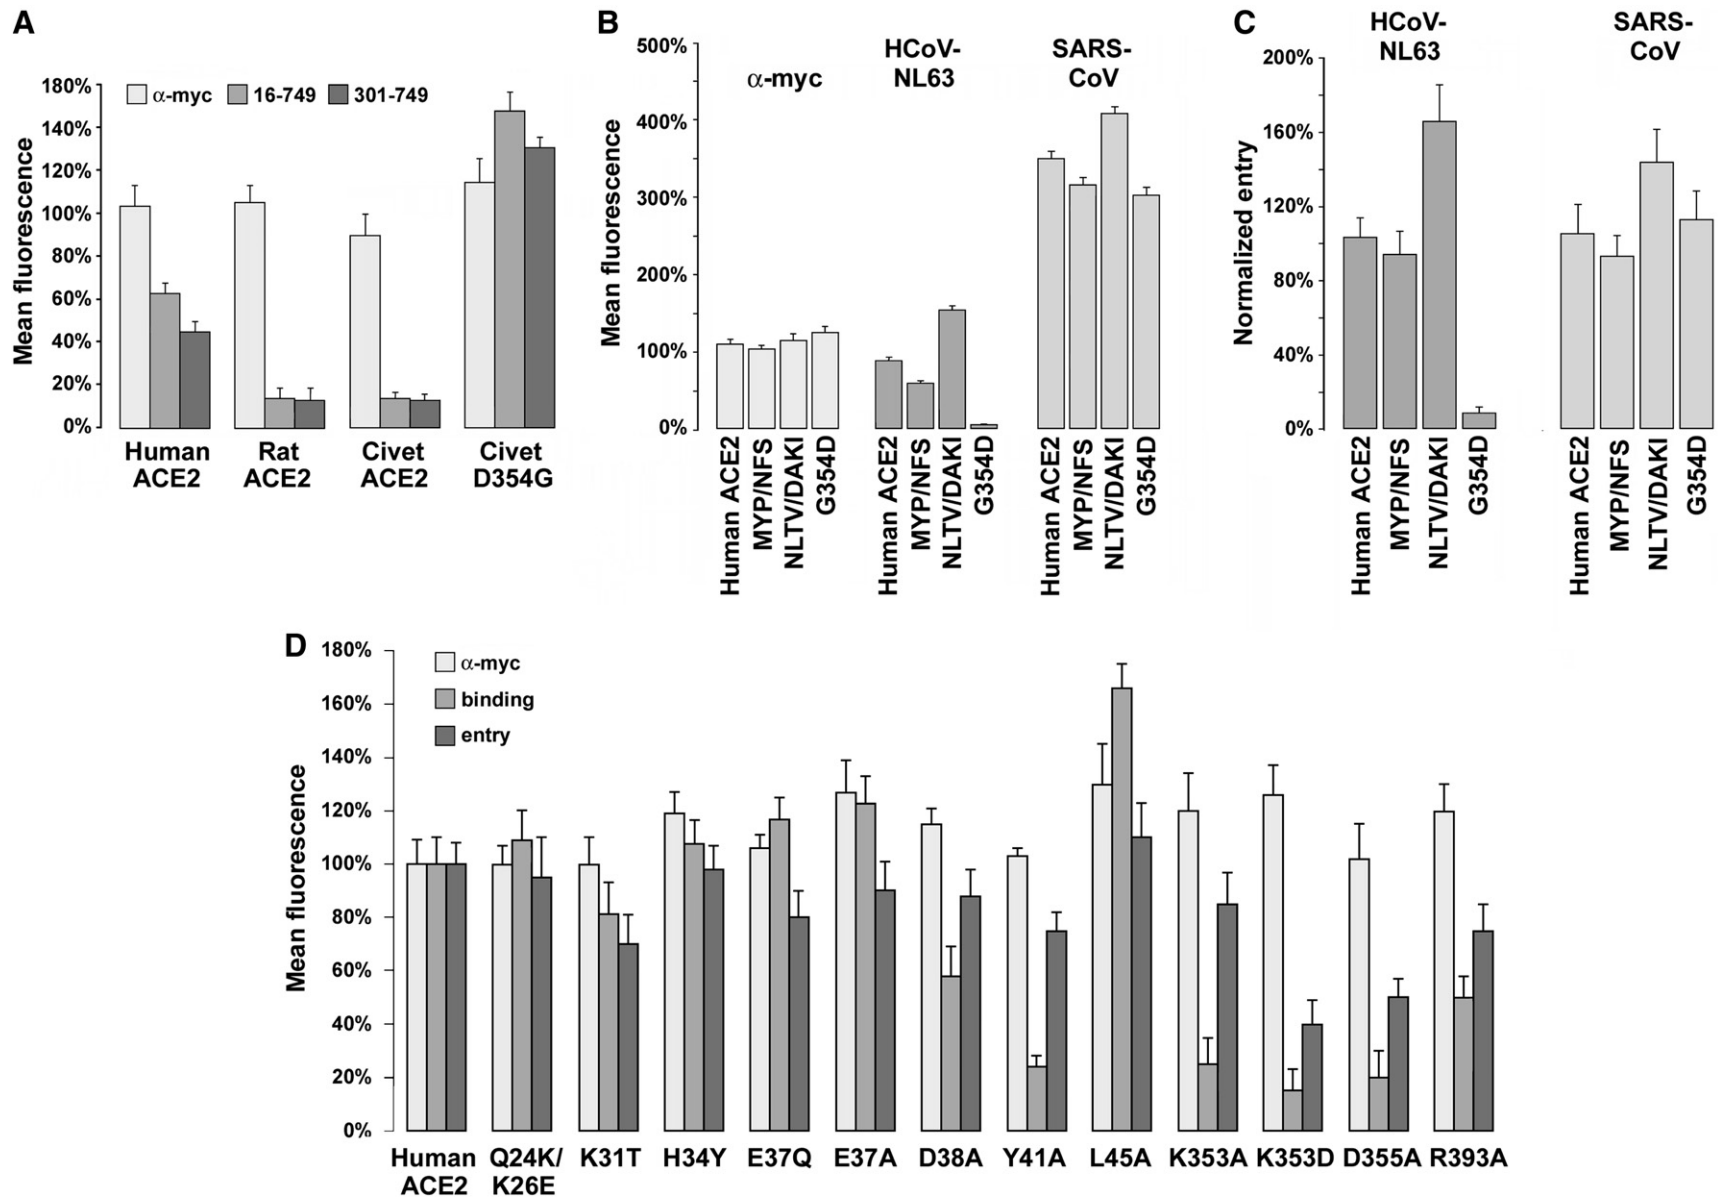 A
180%
160%
140%
120%
100%
80%
60%
40%
20%
0%
Mean fluorescence
α-myc
16-749
301-749
Human
ACE2
Rat
ACE2
Civet
ACE2
Civet
D354G
B
500%
400%
300%
200%
100%
0%
Mean fluorescence
α-myc
HCoV-
NL63
SARS-
CoV
Human ACE2
MYP/NFS
NLTV/DAKI
G354D
Human ACE2
MYP/NFS
NLTV/DAKI
G354D
Human ACE2
MYP/NFS
NLTV/DAKI
G354D
C
200%
160%
120%
80%
40%
0%
Normalized entry
HCoV-
NL63
SARS-
CoV
Human ACE2
MYP/NFS
NLTV/DAKI
G354D
Human ACE2
MYP/NFS
NLTV/DAKI
G354D
D
180%
160%
140%
120%
100%
80%
60%
40%
20%
0%
Mean fluorescence
α-myc
binding
entry
Human
ACE2
Q24K/
K26E
K31T
H34Y
E37Q
E37A
D38A
Y41A
L45A
K353A
K353D
D355A
R393A